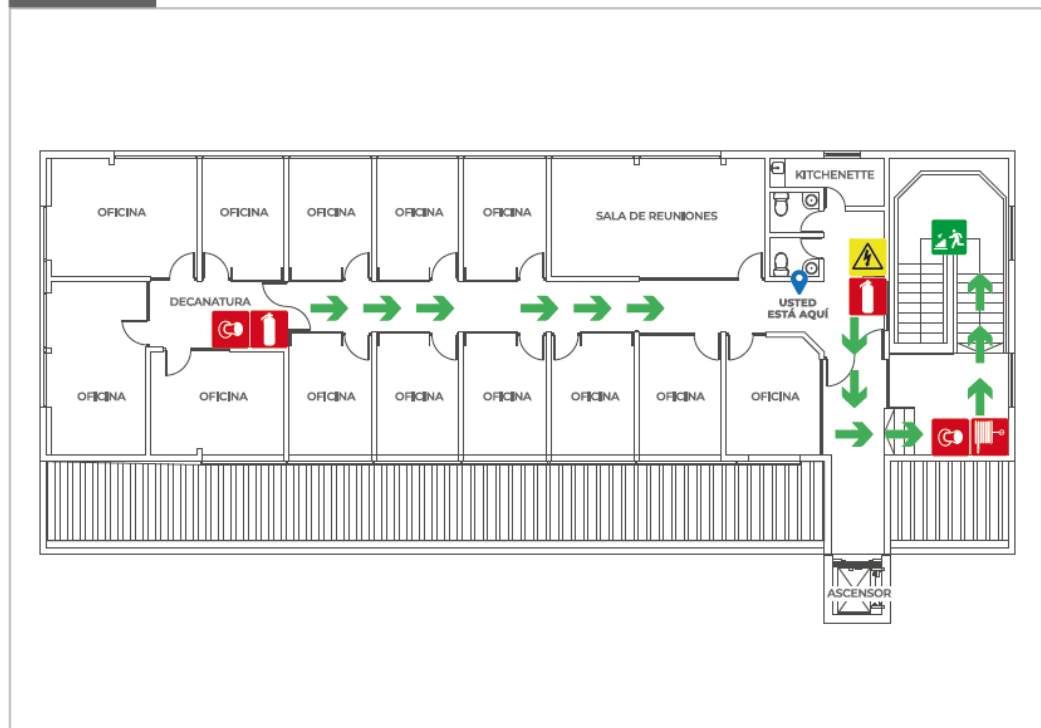 KITCHENETTE
OFICINA
OFICINA
OFICINA
OFICINA
OFICINA
SALA DE REUNIONES
DECANATURA
USTED
ESTÁ AQUÍ
OFICINA
OFICINA
OFICINA
OFICINA
OFICINA
OFICINA
OFICINA
OFICINA
ASCENSOR